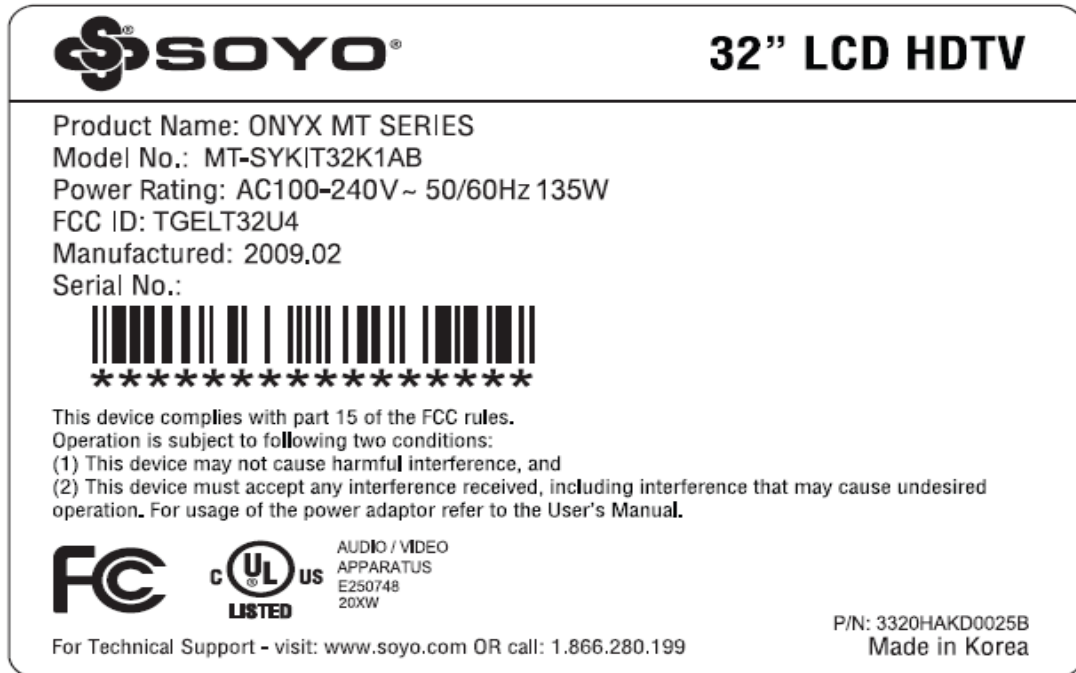 SOYO®
32” LCD HDTV
Product Name: ONYX MT SERIES
Model No.: MT-SYKIT32K1AB
Power Rating: AC100-240V~ 50/60Hz 135W
FCC ID: TGELT32U4
Manufactured: 2009.02
Serial No.:
****************
This device complies with part 15 of the FCC rules.
Operation is subject to following two conditions:
(1) This device may not cause harmful interference, and
(2) This device must accept any interference received, including interference that may cause undesired
operation. For usage of the power adaptor refer to the User's Manual.
FC
C UL® US
LISTED
AUDIO / VIDEO
APPARATUS
E250748
20XW
P/N: 3320HAKD0025B
For Technical Support - visit: www.soyo.com OR call: 1.866.280.199
Made in Korea